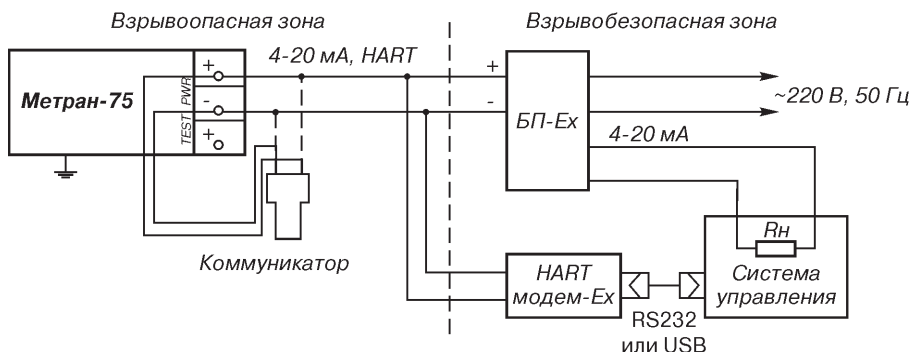 Взрывоопасная зона
Взрывобезопасная зона
4-20 мА, HART
Метран-75
+
PWR
-
TEST
+
+
-
БП-Ex
~220 В, 50 Гц
4-20 мА
Rн
Система
управления
Коммуникатор
HART
модем-Ex
RS232
или USB